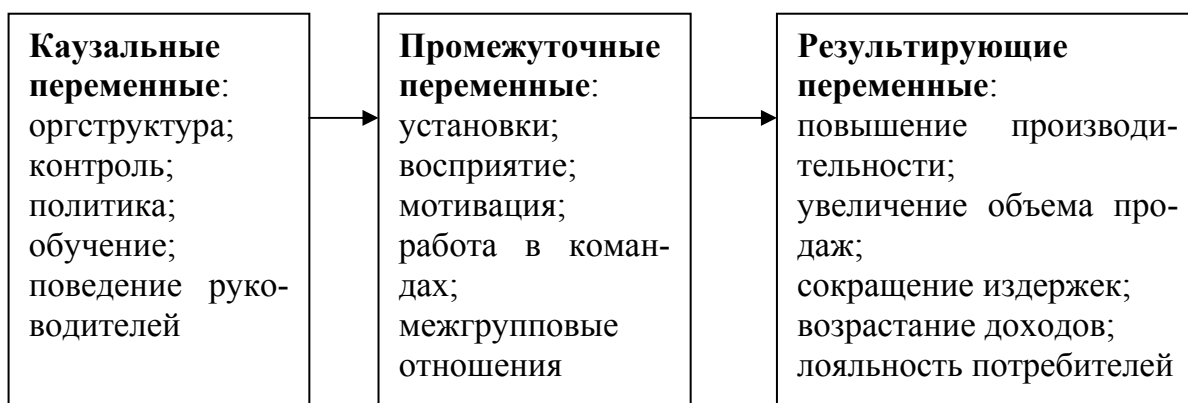 Каузальные
переменные:
оргструктура;
контроль;
политика;
обучение;
поведение руко-
водителей
Промежуточные
переменные:
установки;
восприятие;
мотивация;
работа в коман-
дах;
межгрупповые
отношения
Результирующие
переменные:
повышение производи-
тельности;
увеличение объема про-
даж;
сокращение издержек;
возрастание доходов;
лояльность потребителей